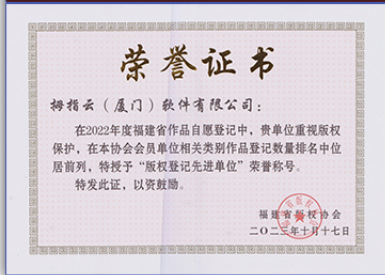 荣誉证书
拇指云（厦门）软件有限公司：
在2022年度福建省作品自愿登记中，贵单位重视版权
保护，在本协会会员单位相关类别作品登记数量排名中位
居前列，特授予“版权登记先进单位”荣誉称号。
特发此证，以资鼓励。
福建省版权协会
二〇二三年十月十七日